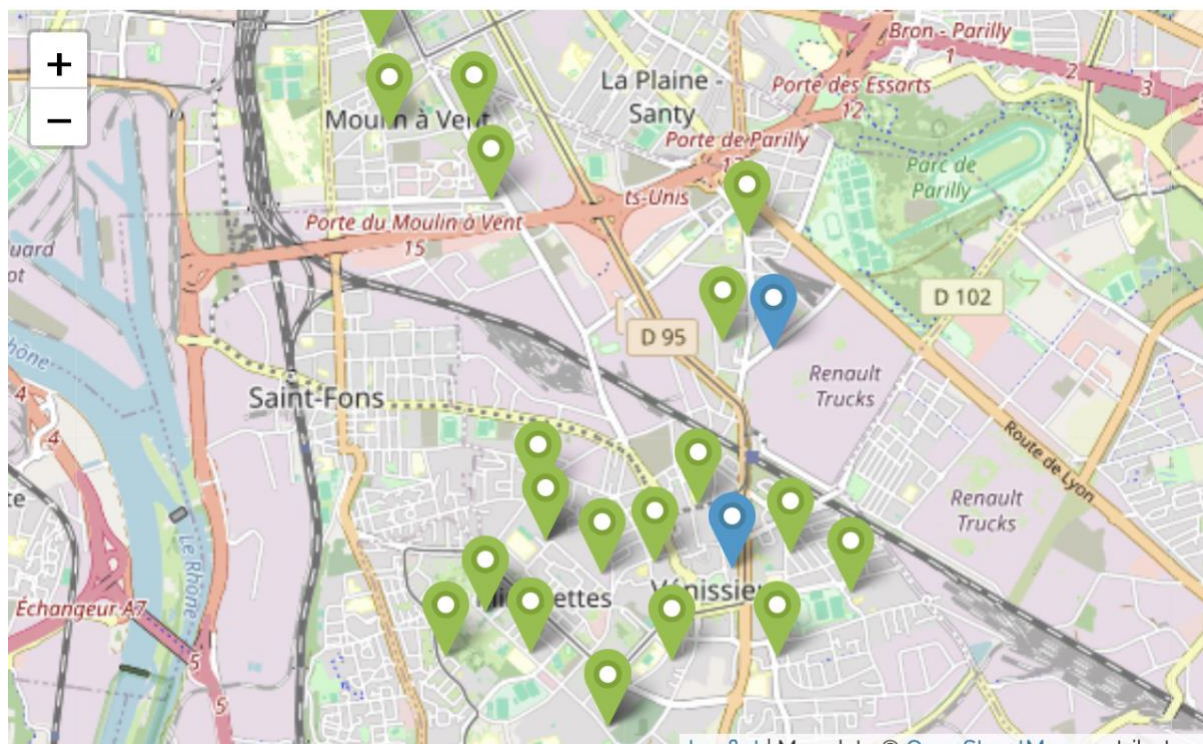 +
−
Bron - Parilly
1
2
3
La Plaine -
Santy
Porte des Essarts
12
Moulin à Vent
Porte de Parilly
Parc de
Parilly
ts-Unis
Porte du Moulin à Vent
15
D 102
D 95
Renault
Trucks
4
4
Saint-Fons
Route de Lyon
Renault
Trucks
Le Rhône
Échangeur A7
5
5